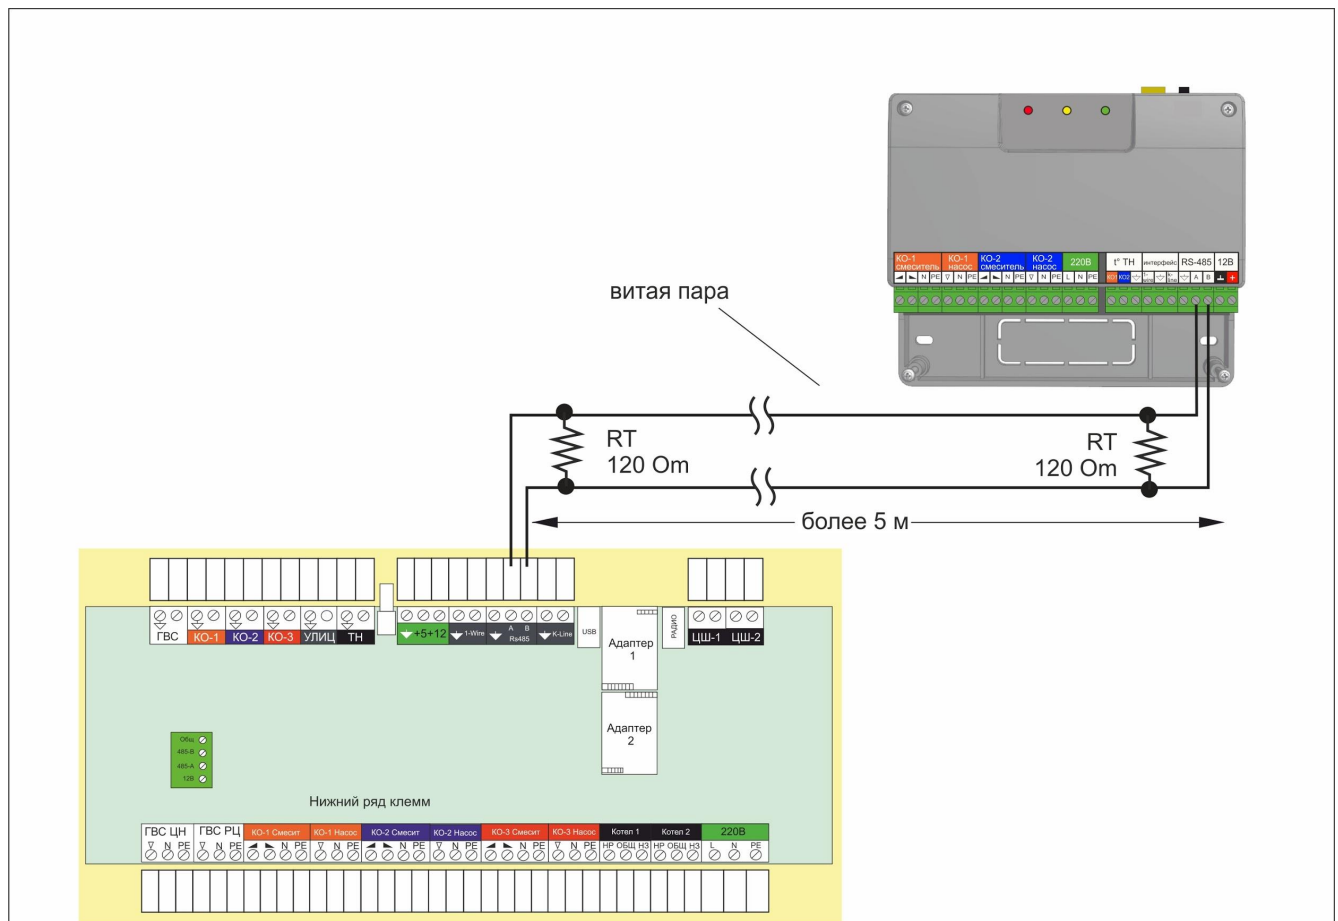 КО-1 КО-1 КО-2 КО-2 220В t° ТН интерфейс RS-485 12В
смеситель насос смеситель насос
N PE N PE N PE N PE L N PE КО1 КО2 1-wire k-line A B + 
витая пара
RT
120 Om
RT
120 Om
более 5 м
ГВС КО-1 КО-2 КО-3 УЛИЦ ТН
+5+12 1-Wire A B Rs485 K-Line
USB
Адаптер
1
РАДИО
ЦШ-1 ЦШ-2
Адаптер
2
Общ
485-B
485-A
12В
Нижний ряд клемм
ГВС ЦН ГВС РЦ КО-1 Смесит КО-1 Насос КО-2 Смесит КО-2 Насос КО-3 Смесит КО-3 Насос Котел 1 Котел 2 220В
N PE N PE N PE N PE N PE N PE N PE N PE НР ОБЩ НЗ НР ОБЩ НЗ L N PE